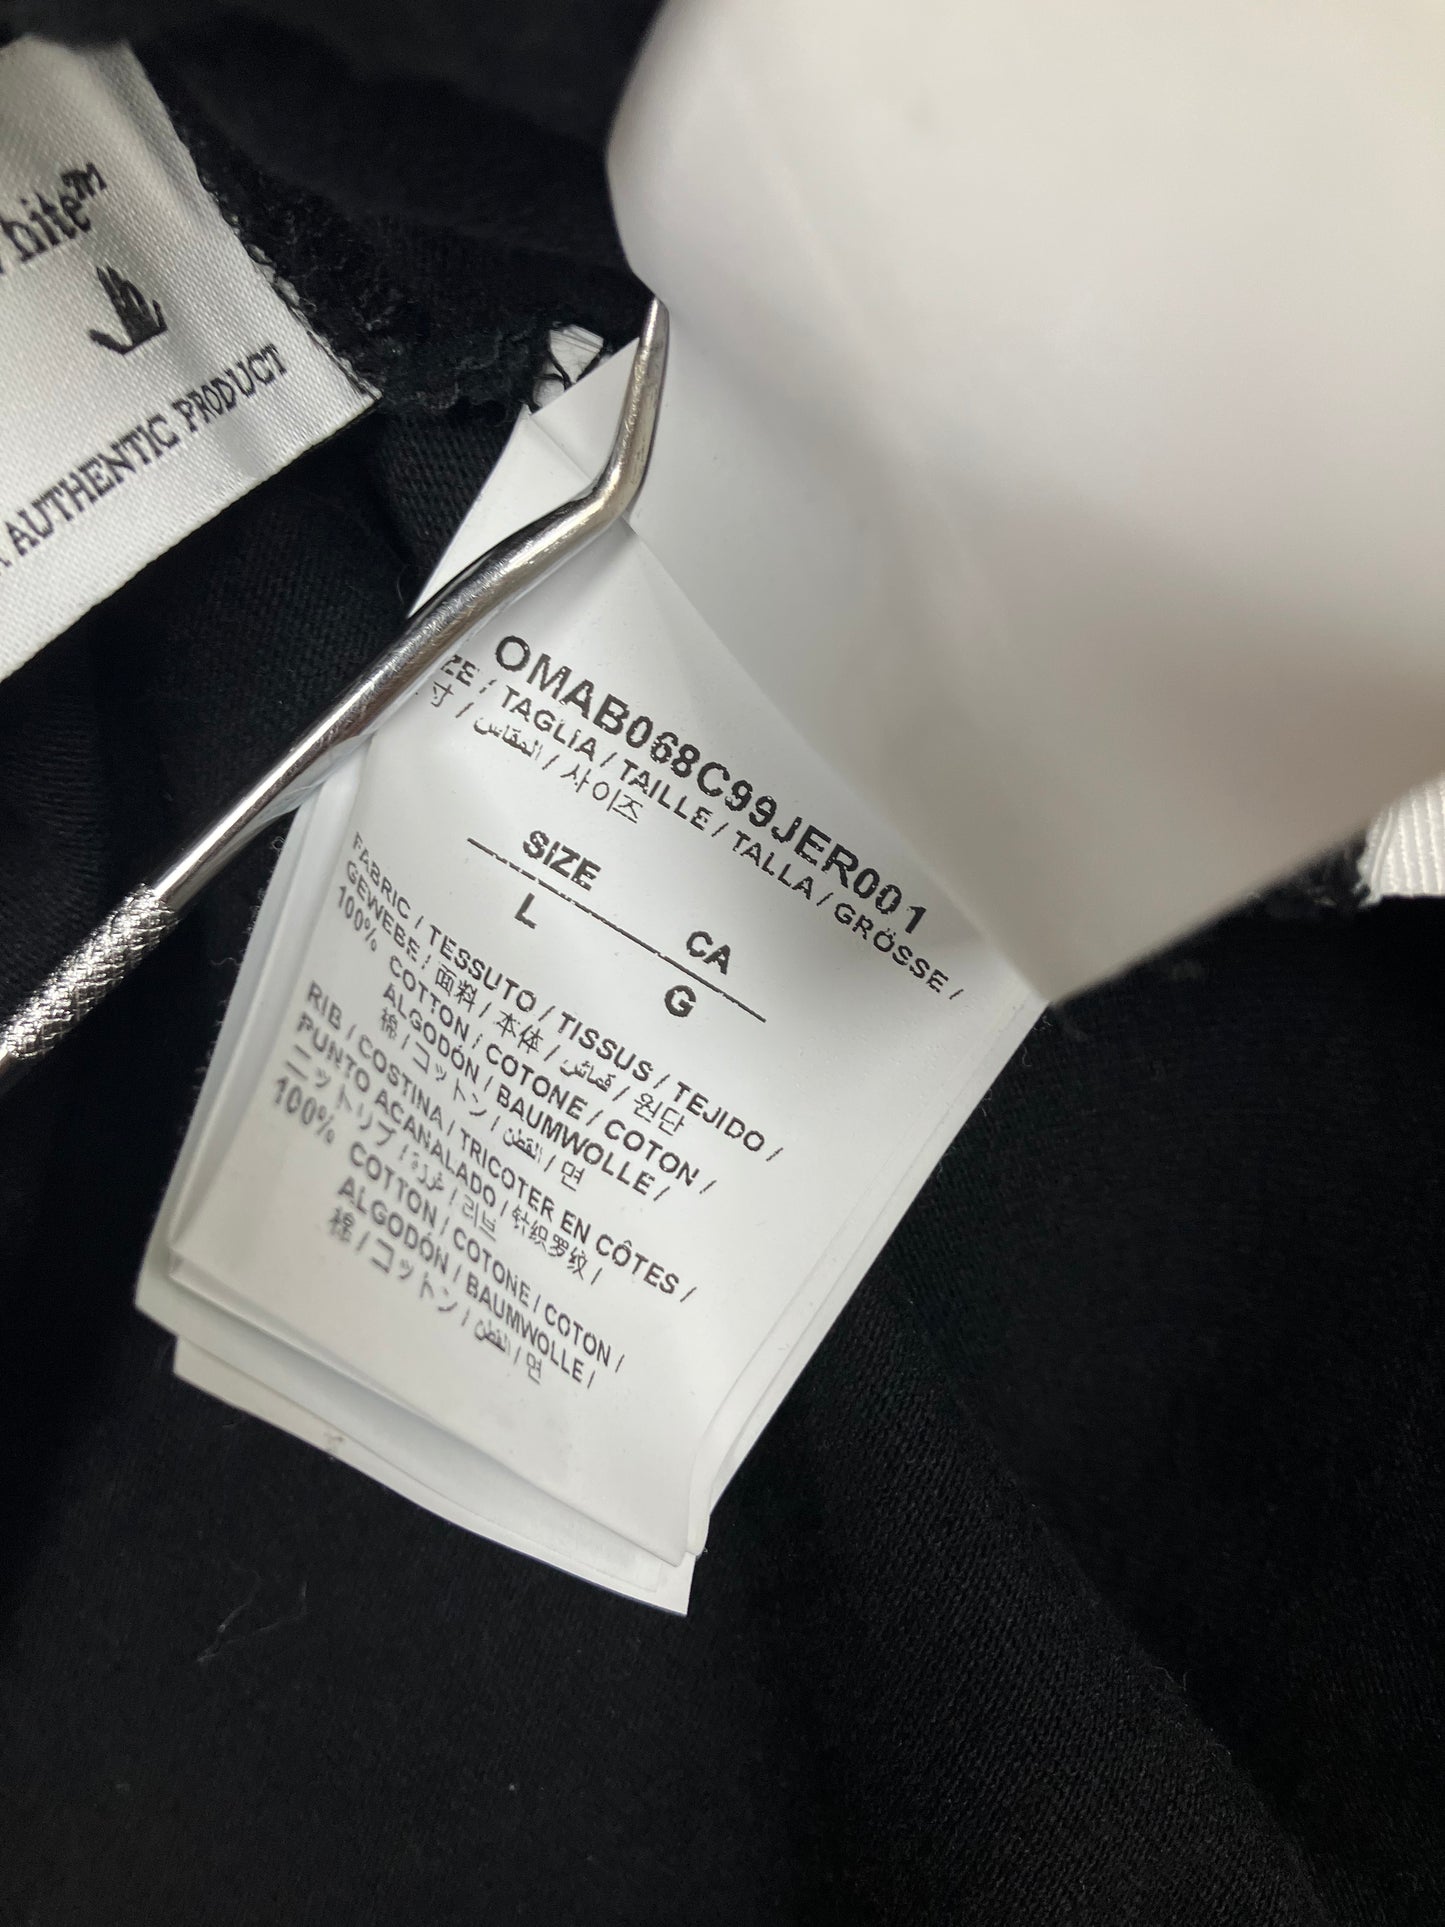 hite™
AUTHENTIC PRODUCT
OMAB068C99JER001
ZE / TAGLIA / TAILLE / TALLA / GRÖSSE /
寸 / المقاس / 사이즈
SIZE CA
L G
FABRIC / TESSUTO / TISSUS / TEJIDO /
GEWEBE / 面料 / 本体 / قماش / 원단
100% COTTON / COTONE / COTON /
ALGODÓN / BAUMWOLLE /
棉 / コットン / القطن / 면
RIB / COSTINA / TRICOTER EN CÔTES /
PUNTO ACANALADO / 针织罗纹 /
ニットリブ / غرزة / 리브
100% COTTON / COTONE / COTON /
ALGODÓN / BAUMWOLLE /
棉 / コットン / القطن / 면